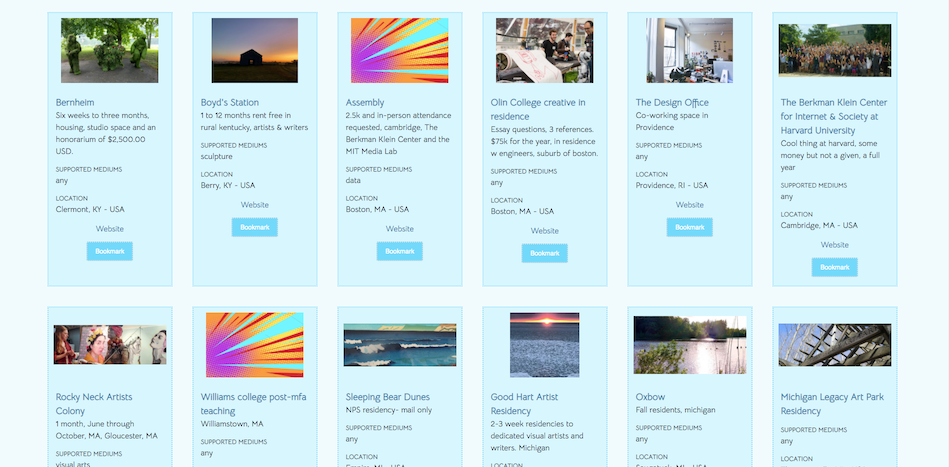 Bernheim
Six weeks to three months,
housing, studio space and an
honorarium of $2,500.00
USD.
SUPPORTED MEDIUMS
any
LOCATION
Clermont, KY - USA
Website
Bookmark
Boyd's Station
1 to 12 months rent free in
rural kentucky, artists & writers
SUPPORTED MEDIUMS
sculpture
LOCATION
Berry, KY - USA
Website
Bookmark
Assembly
2.5k and in-person attendance
requested, cambridge, The
Berkman Klein Center and the
MIT Media Lab
SUPPORTED MEDIUMS
data
LOCATION
Boston, MA - USA
Website
Bookmark
Olin College creative in
residence
Essay questions, 3 references.
$75k for the year, in residence
w engineers, suburb of boston.
SUPPORTED MEDIUMS
any
LOCATION
Boston, MA - USA
Website
Bookmark
The Design Office
Co-working space in
Providence
SUPPORTED MEDIUMS
any
LOCATION
Providence, RI - USA
Website
Bookmark
The Berkman Klein Center
for Internet & Society at
Harvard University
Cool thing at harvard, some
money but not a given, a full
year
SUPPORTED MEDIUMS
any
LOCATION
Cambridge, MA - USA
Website
Bookmark
Rocky Neck Artists
Colony
1 month, June through
October, MA, Gloucester, MA
SUPPORTED MEDIUMS
visual arts
Williams college post-mfa
teaching
Williamstown, MA
SUPPORTED MEDIUMS
any
Sleeping Bear Dunes
NPS residency- mail only
SUPPORTED MEDIUMS
any
LOCATION
Good Hart Artist
Residency
2-3 week residencies to
dedicated visual artists and
writers. Michigan
SUPPORTED MEDIUMS
any
LOCATION
Oxbow
Fall residents, michigan
SUPPORTED MEDIUMS
any
LOCATION
Michigan Legacy Art Park
Residency
SUPPORTED MEDIUMS
any
LOCATION